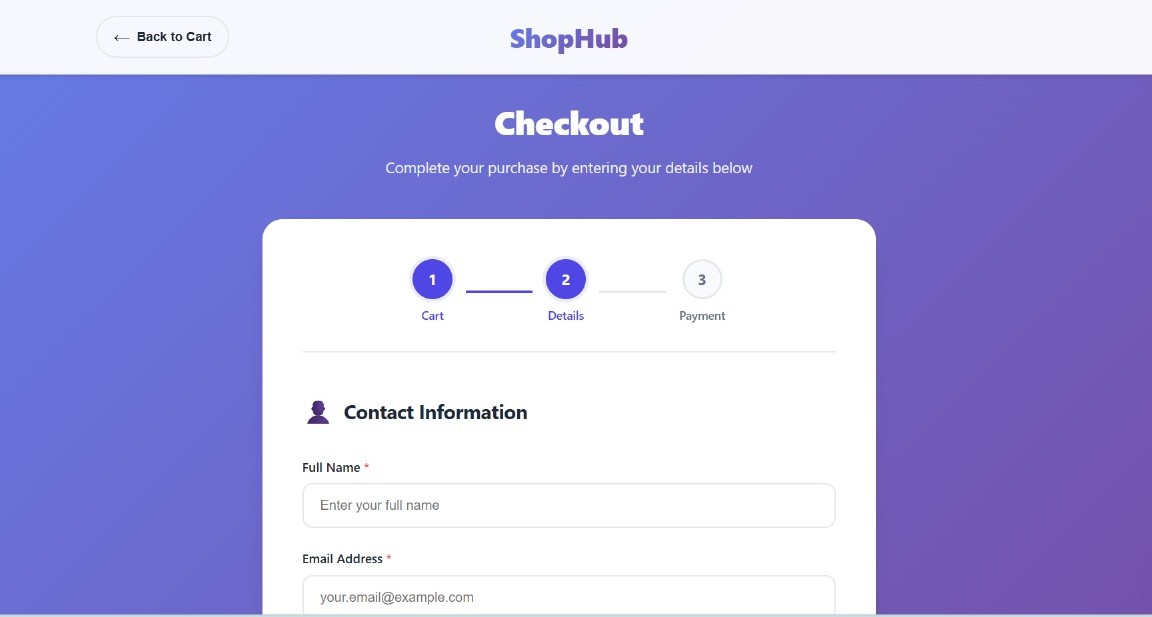 ← Back to Cart
ShopHub
Checkout
Complete your purchase by entering your details below
1 2 3
Cart Details Payment
Contact Information
Full Name *
Enter your full name
Email Address *
your.email@example.com